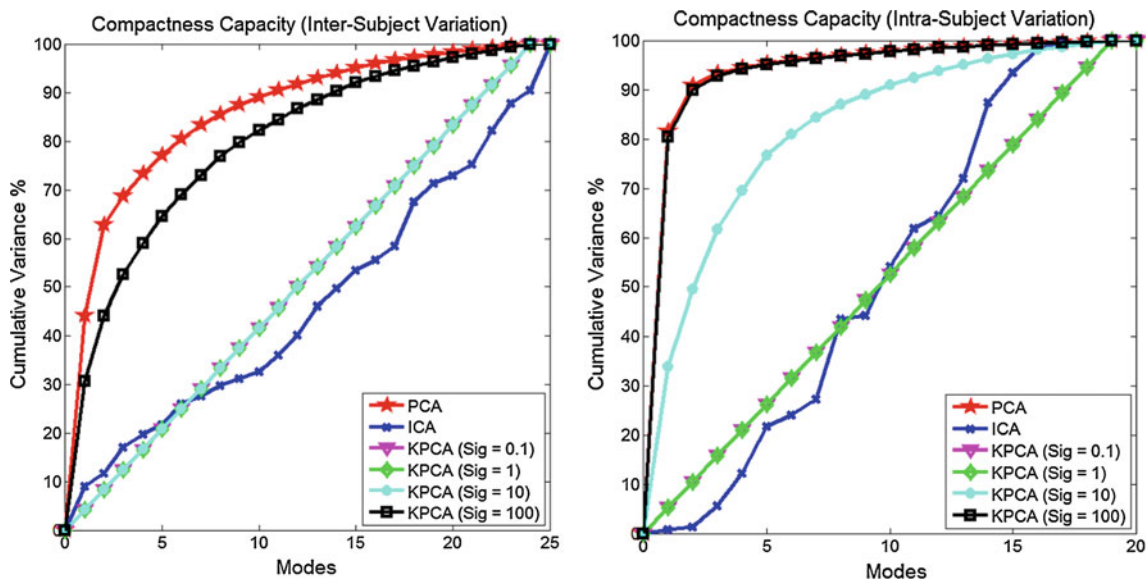 Compactness Capacity (Inter-Subject Variation)
100
90
80
70
60
50
40
30
20
10
0
Cumulative Variance %
0 5 10 15 20 25
Modes
PCA
ICA
KPCA (Sig = 0.1)
KPCA (Sig = 1)
KPCA (Sig = 10)
KPCA (Sig = 100)
Compactness Capacity (Intra-Subject Variation)
100
90
80
70
60
50
40
30
20
10
0
Cumulative Variance %
0 5 10 15 20
Modes
PCA
ICA
KPCA (Sig = 0.1)
KPCA (Sig = 1)
KPCA (Sig = 10)
KPCA (Sig = 100)